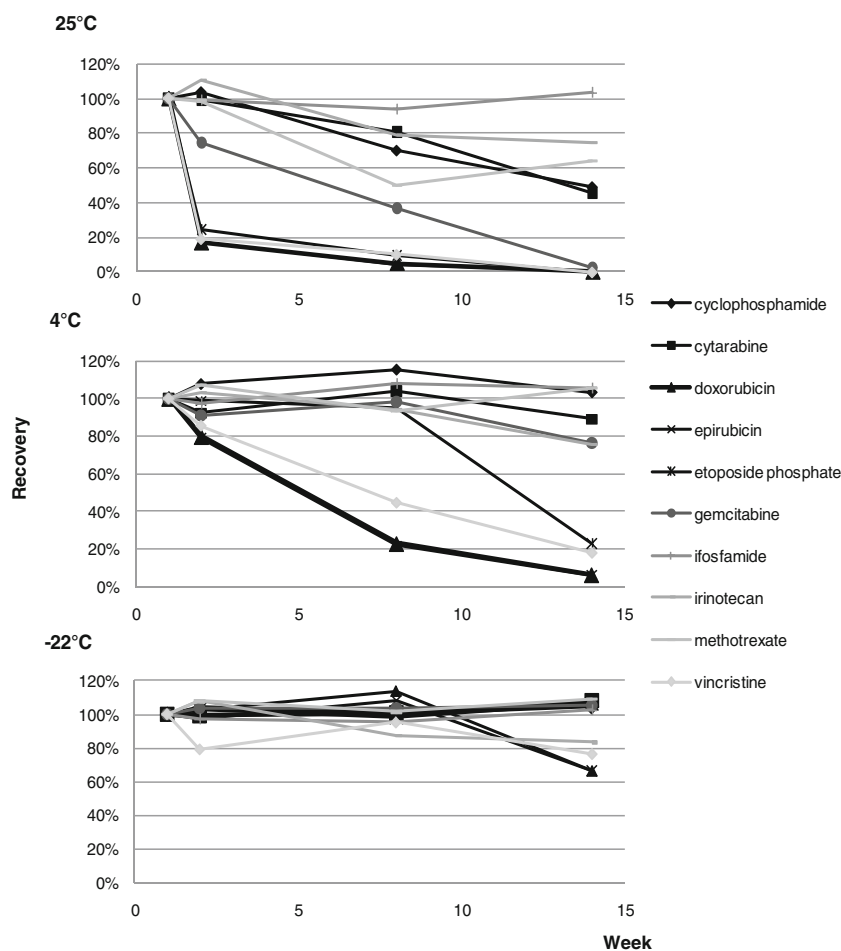 25°C
120%
100%
80%
60%
40%
20%
0%
0 5 10 15
4°C
120%
100%
80%
60%
40%
20%
0%
0 5 10 15
-22°C
120%
100%
80%
60%
40%
20%
0%
0 5 10 15
Recovery
Week
cyclophosphamide
cytarabine
doxorubicin
epirubicin
etoposide phosphate
gemcitabine
ifosfamide
irinotecan
methotrexate
vincristine